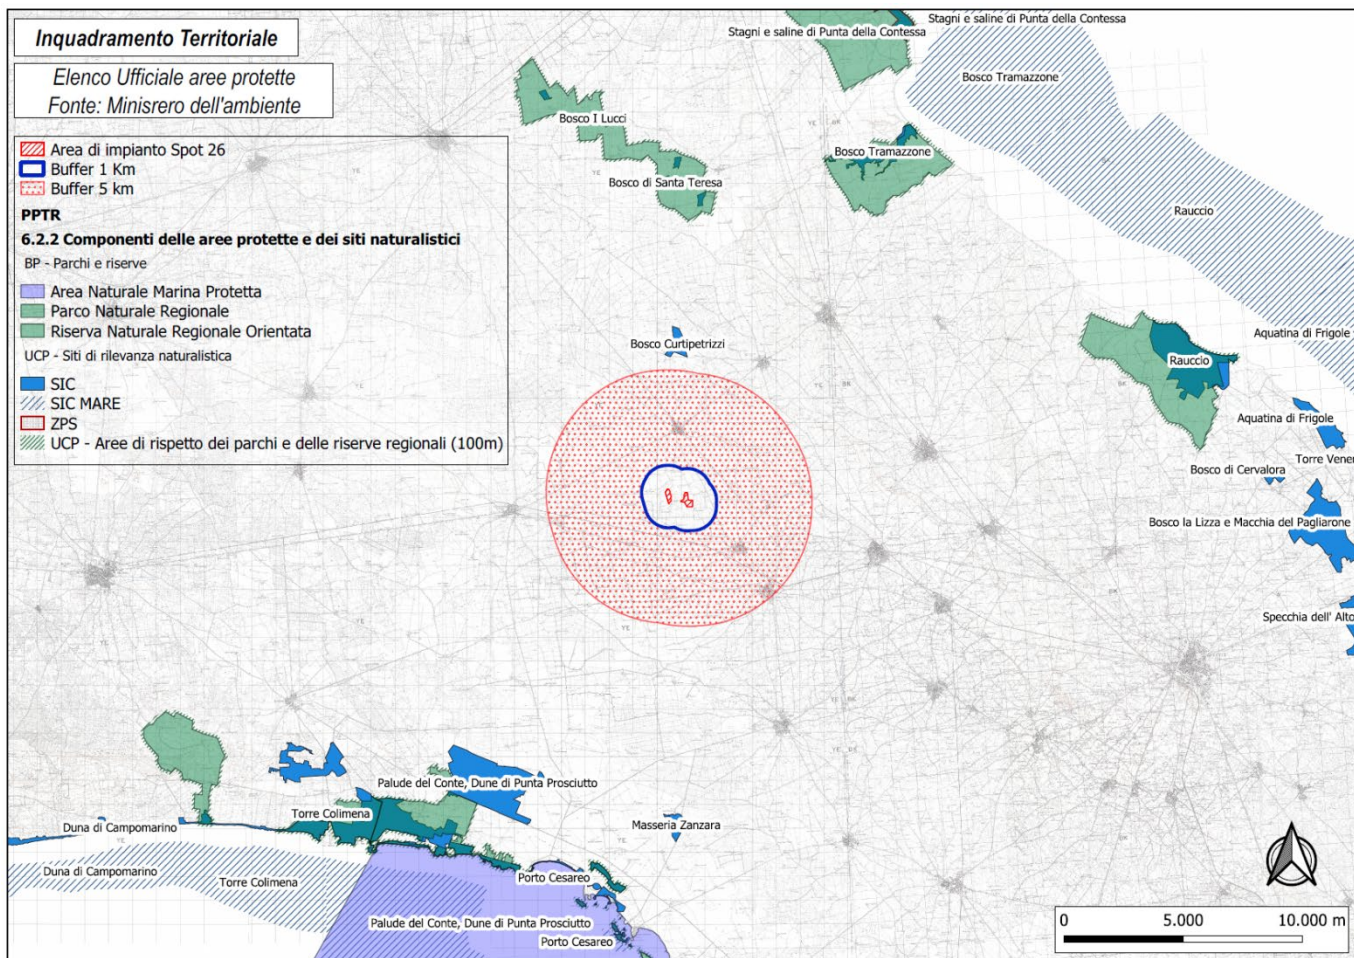 Inquadramento Territoriale
Elenco Ufficiale aree protette
Fonte: Minisrero dell'ambiente
Area di impianto Spot 26
Buffer 1 Km
Buffer 5 km
PPTR
6.2.2 Componenti delle aree protette e dei siti naturalistici
BP - Parchi e riserve
Area Naturale Marina Protetta
Parco Naturale Regionale
Riserva Naturale Regionale Orientata
UCP - Siti di rilevanza naturalistica
SIC
SIC MARE
ZPS
UCP - Aree di rispetto dei parchi e delle riserve regionali (100m)
Stagni e saline di Punta della Contessa
Stagni e saline di Punta della Contessa
Bosco Tramazzone
Bosco I Lucci
Bosco Tramazzone
Bosco di Santa Teresa
Rauccio
Aquatina di Frigole
Bosco Curtipetrizzi
Rauccio
Aquatina di Frigole
Torre Vener
Bosco di Cervalora
Bosco la Lizza e Macchia del Pagliarone
Specchia dell' Alto
Palude del Conte, Dune di Punta Prosciutto
Torre Colimena
Duna di Campomarino
Masseria Zanzara
Duna di Campomarino
Torre Colimena
Porto Cesareo
Palude del Conte, Dune di Punta Prosciutto
Porto Cesareo
0 5.000 10.000 m